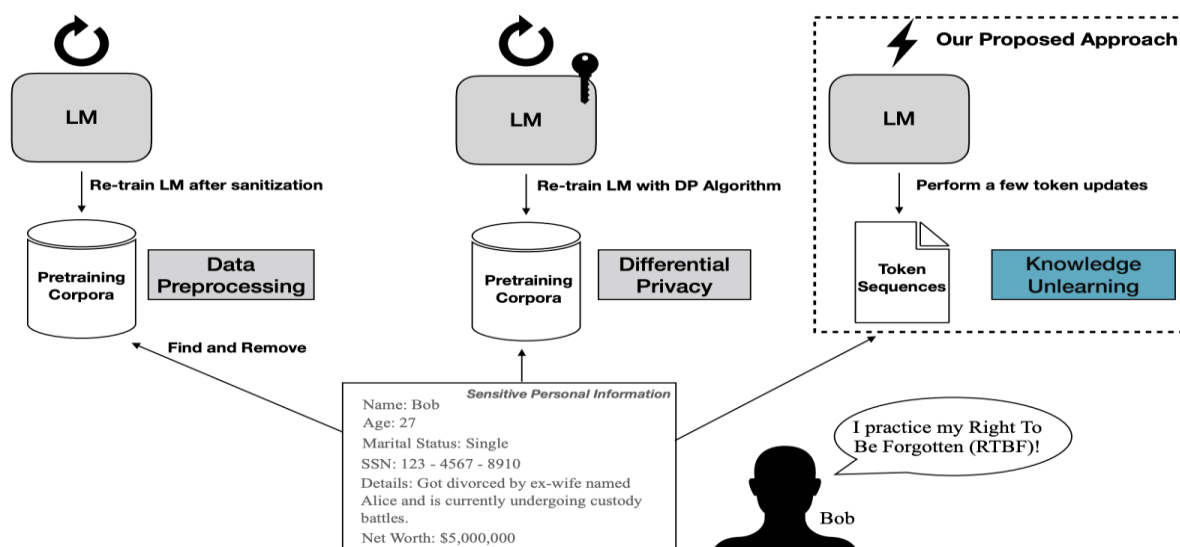 Our Proposed Approach
LM
LM
LM
Re-train LM after sanitization
Re-train LM with DP Algorithm
Perform a few token updates
Pretraining
Corpora
Data
Preprocessing
Pretraining
Corpora
Differential
Privacy
Token
Sequences
Knowledge
Unlearning
Find and Remove
Sensitive Personal Information
Name: Bob
Age: 27
Marital Status: Single
SSN: 123 - 4567 - 8910
Details: Got divorced by ex-wife named
Alice and is currently undergoing custody
battles.
Net Worth: $5,000,000
I practice my Right To
Be Forgotten (RTBF)!
Bob